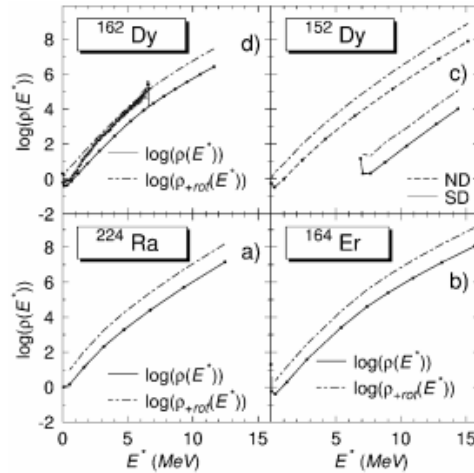 162Dy
d)
log(ρ(E*))
log(ρ+rot(E*))
8
6
4
2
0
-2
log(ρ(E*))
152Dy
c)
ND
SD
224Ra
a)
log(ρ(E*))
log(ρ+rot(E*))
8
6
4
2
0
-2
log(ρ(E*))
0 5 10 15
E* (MeV)
164Er
b)
log(ρ(E*))
log(ρ+rot(E*))
5 10 15
E* (MeV)